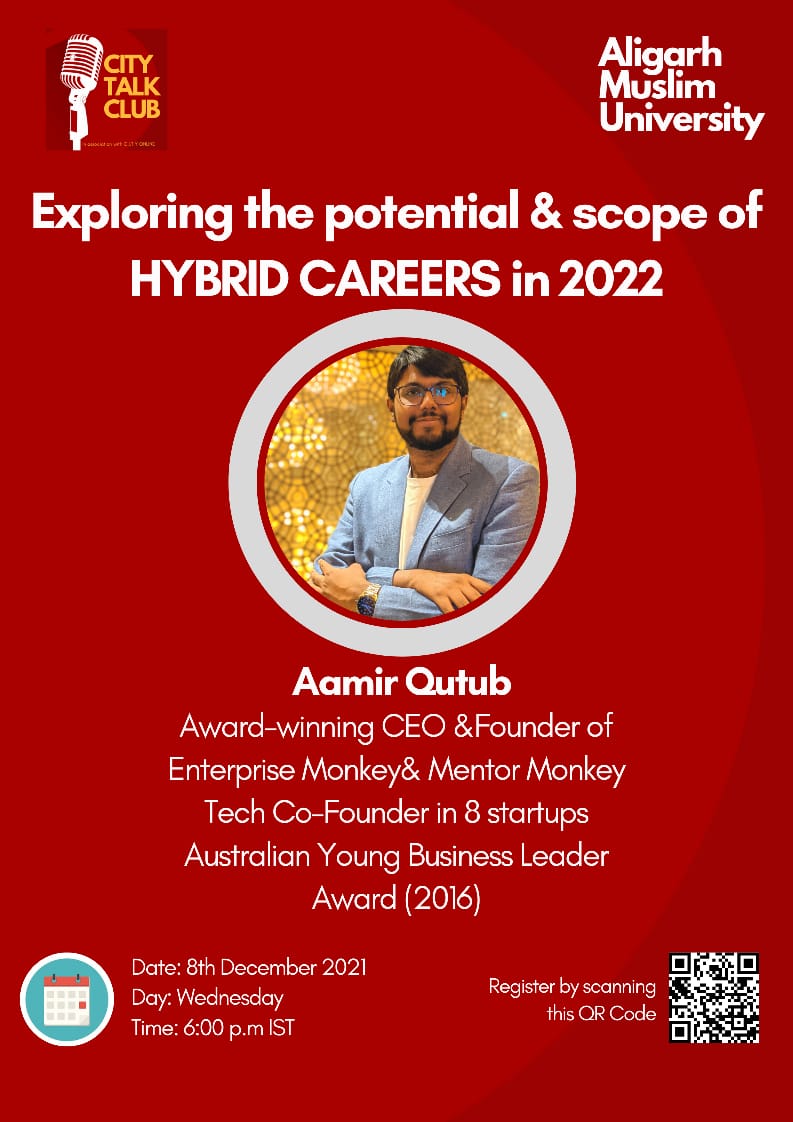 CITY
TALK
CLUB
Aligarh
Muslim
University
Exploring the potential & scope of
HYBRID CAREERS in 2022
Aamir Qutub
Award-winning CEO &Founder of
Enterprise Monkey& Mentor Monkey
Tech Co-Founder in 8 startups
Australian Young Business Leader
Award (2016)
Date: 8th December 2021
Day: Wednesday
Time: 6:00 p.m IST
Register by scanning
this QR Code